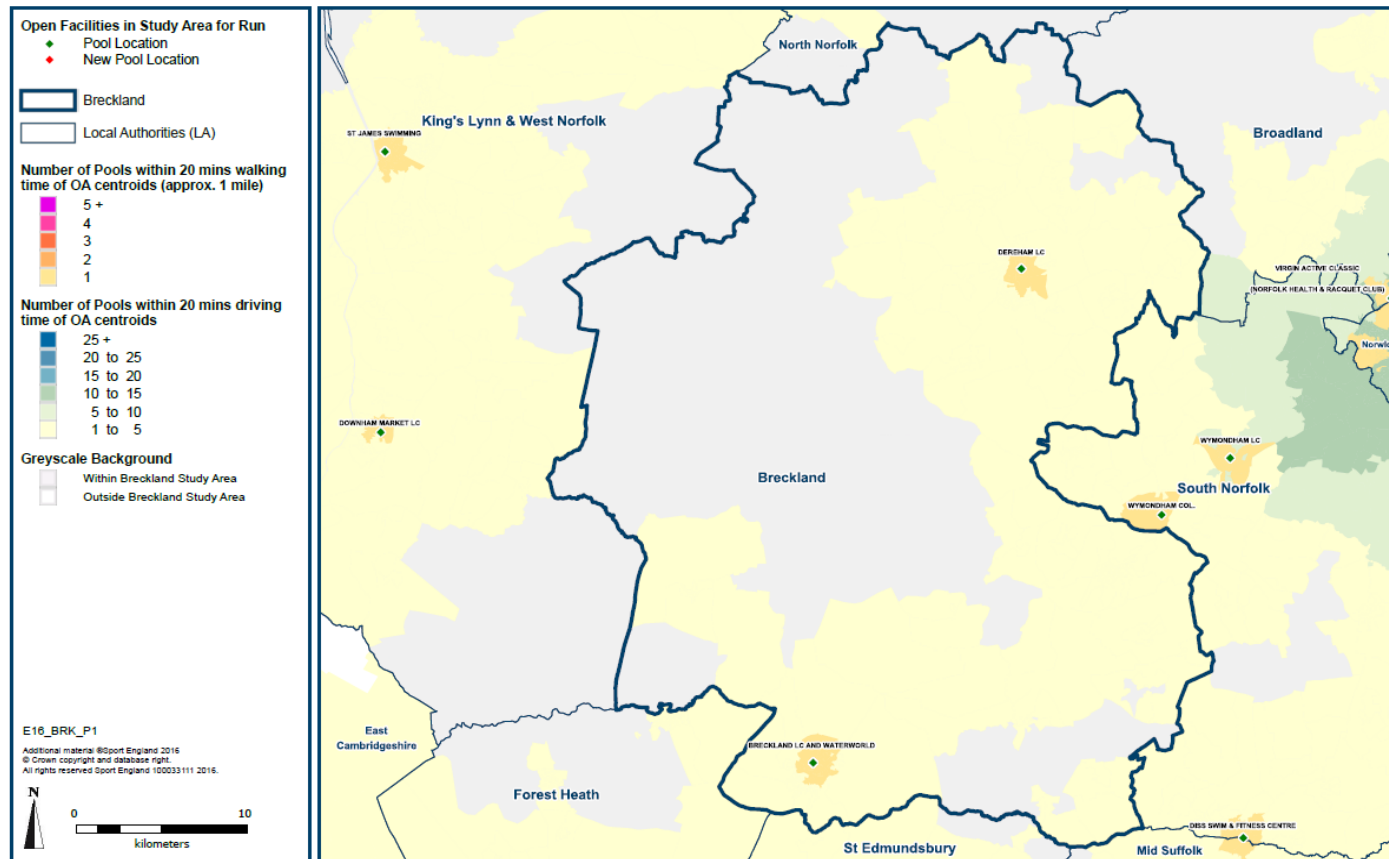 Open Facilities in Study Area for Run
Pool Location
New Pool Location
Breckland
Local Authorities (LA)
Number of Pools within 20 mins walking
time of OA centroids (approx. 1 mile)
5 +
4
3
2
1
Number of Pools within 20 mins driving
time of OA centroids
25 +
20 to 25
15 to 20
10 to 15
5 to 10
1 to 5
Greyscale Background
Within Breckland Study Area
Outside Breckland Study Area
E16_BRK_P1
Additional material ®Sport England 2016
© Crown copyright and database right.
All rights reserved Sport England 100033111 2016.
N
0 10
kilometers
North Norfolk
King's Lynn & West Norfolk
ST JAMES SWIMMING
Broadland
DEREHAM LC
VIRGIN ACTIVE CLASSIC
(NORFOLK HEALTH & RACQUET CLUB)
Norwic
DOWNHAM MARKET LC
WYMONDHAM LC
Breckland
South Norfolk
WYMONDHAM COL.
East
Cambridgeshire
BRECKLAND LC AND WATERWORLD
Forest Heath
DISS SWIM & FITNESS CENTRE
St Edmundsbury
Mid Suffolk